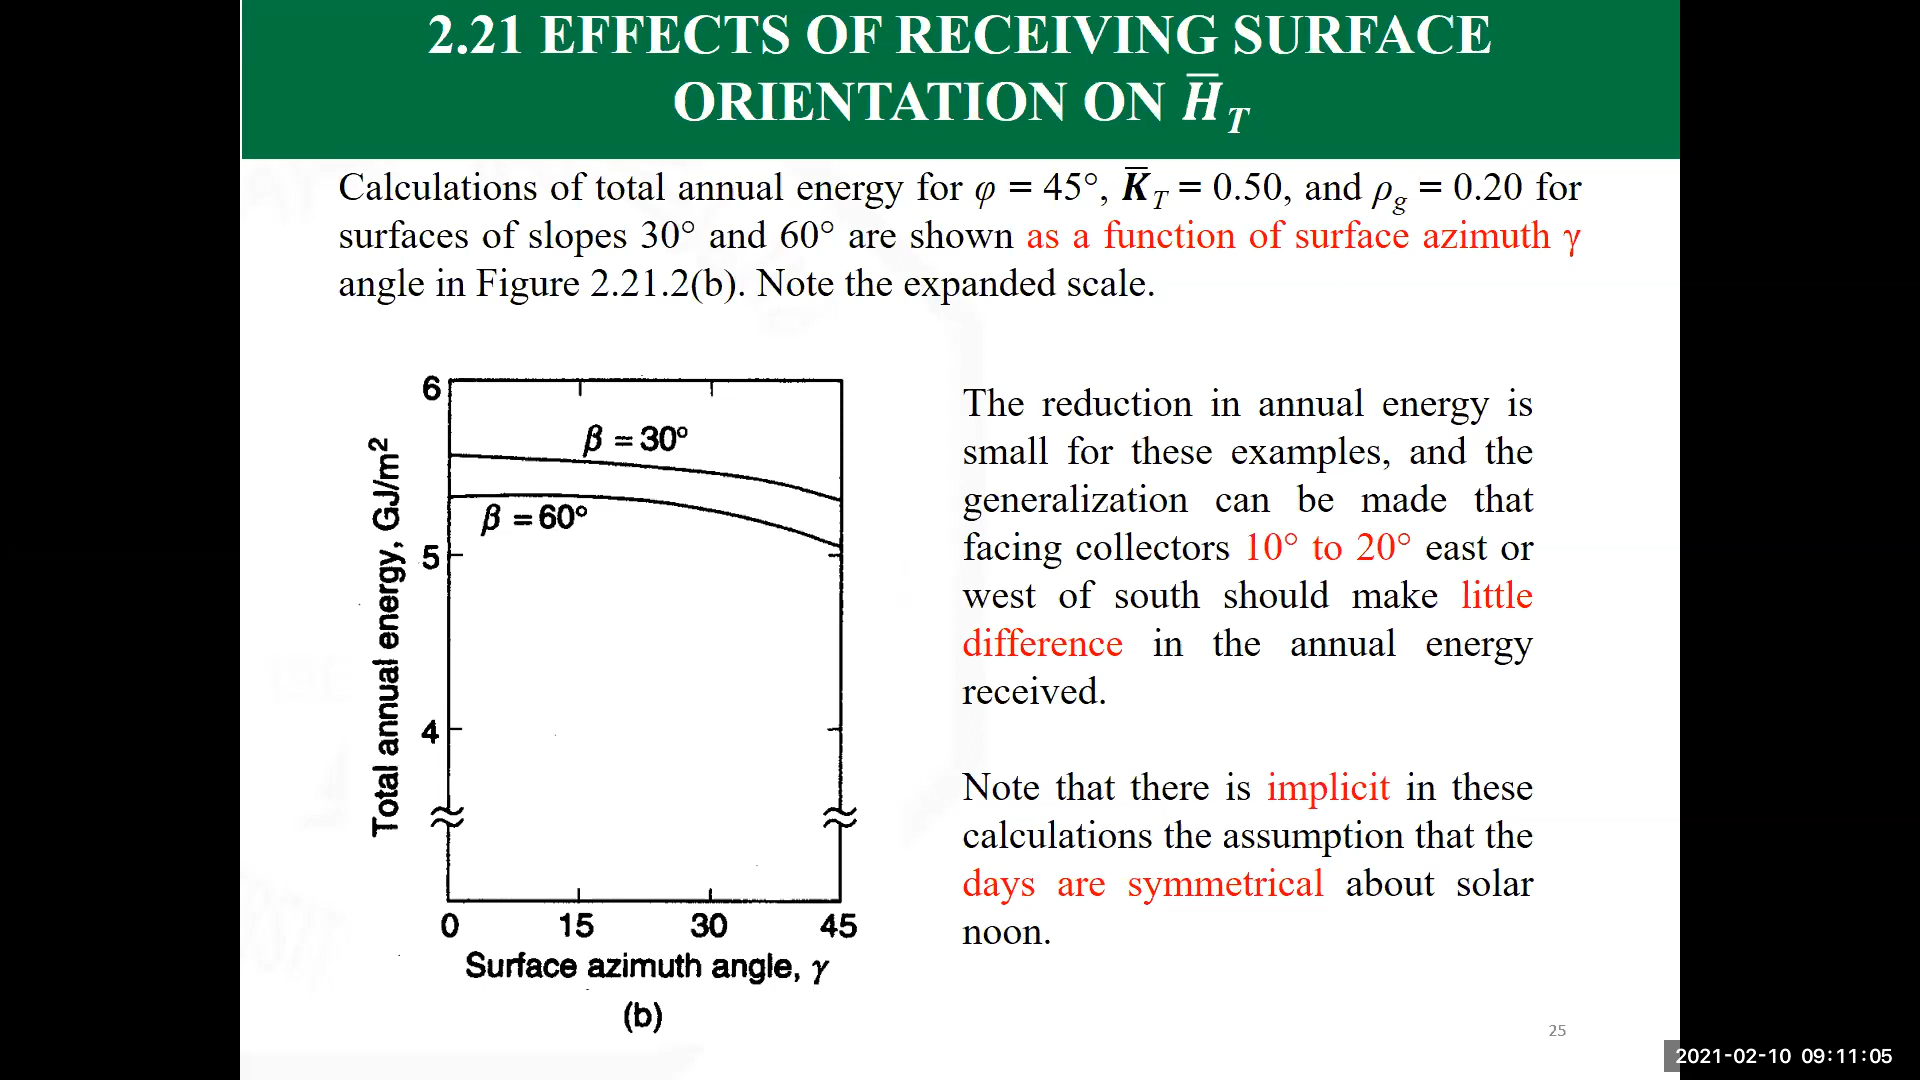 2.21 EFFECTS OF RECEIVING SURFACE
ORIENTATION ON H̅T
Calculations of total annual energy for φ = 45°, K̅T = 0.50, and ρg = 0.20 for
surfaces of slopes 30° and 60° are shown as a function of surface azimuth γ
angle in Figure 2.21.2(b). Note the expanded scale.
6
β = 30°
β = 60°
5
4
Total annual energy, GJ/m²
0 15 30 45
Surface azimuth angle, γ
(b)
The reduction in annual energy is
small for these examples, and the
generalization can be made that
facing collectors 10° to 20° east or
west of south should make little
difference in the annual energy
received.
Note that there is implicit in these
calculations the assumption that the
days are symmetrical about solar
noon.
25
2021-02-10 09:11:05